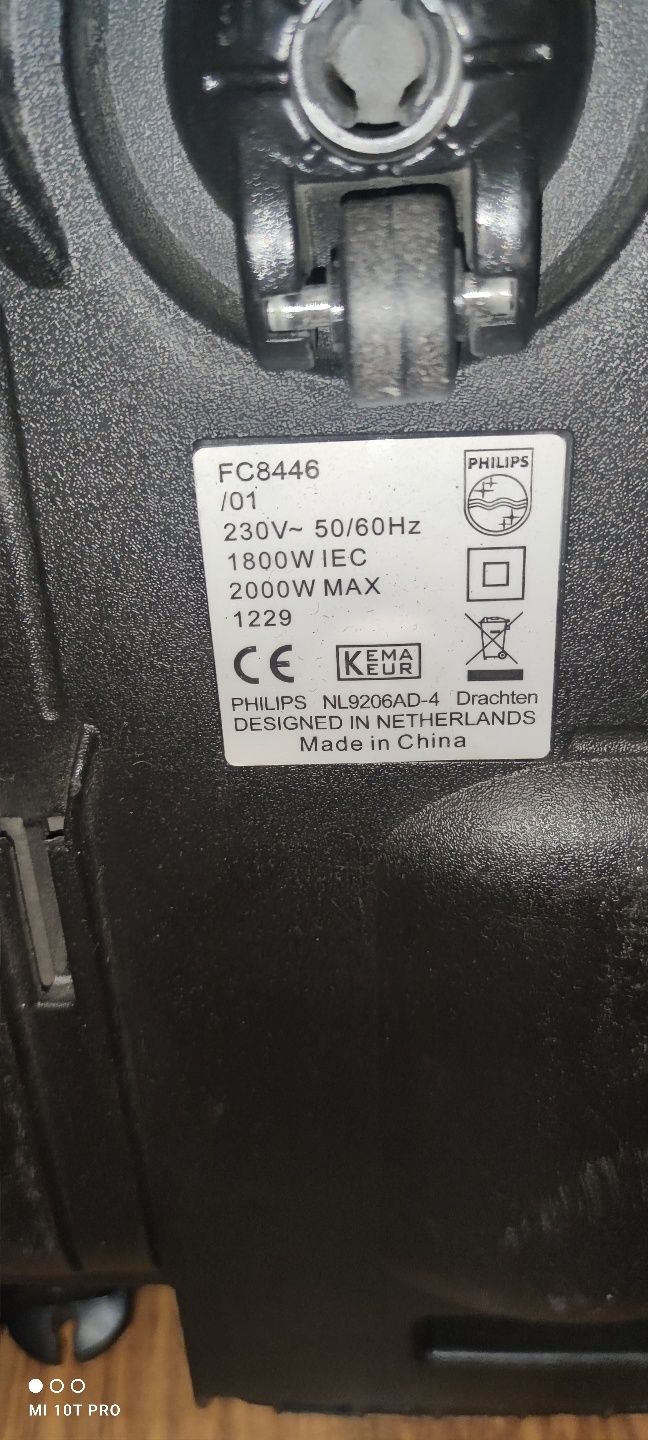 FC8446
/01
230V~ 50/60Hz
1800W IEC
2000W MAX
1229
PHILIPS
CE
KEMA
EUR
PHILIPS NL9206AD-4 Drachten
DESIGNED IN NETHERLANDS
Made in China
MI 10T PRO